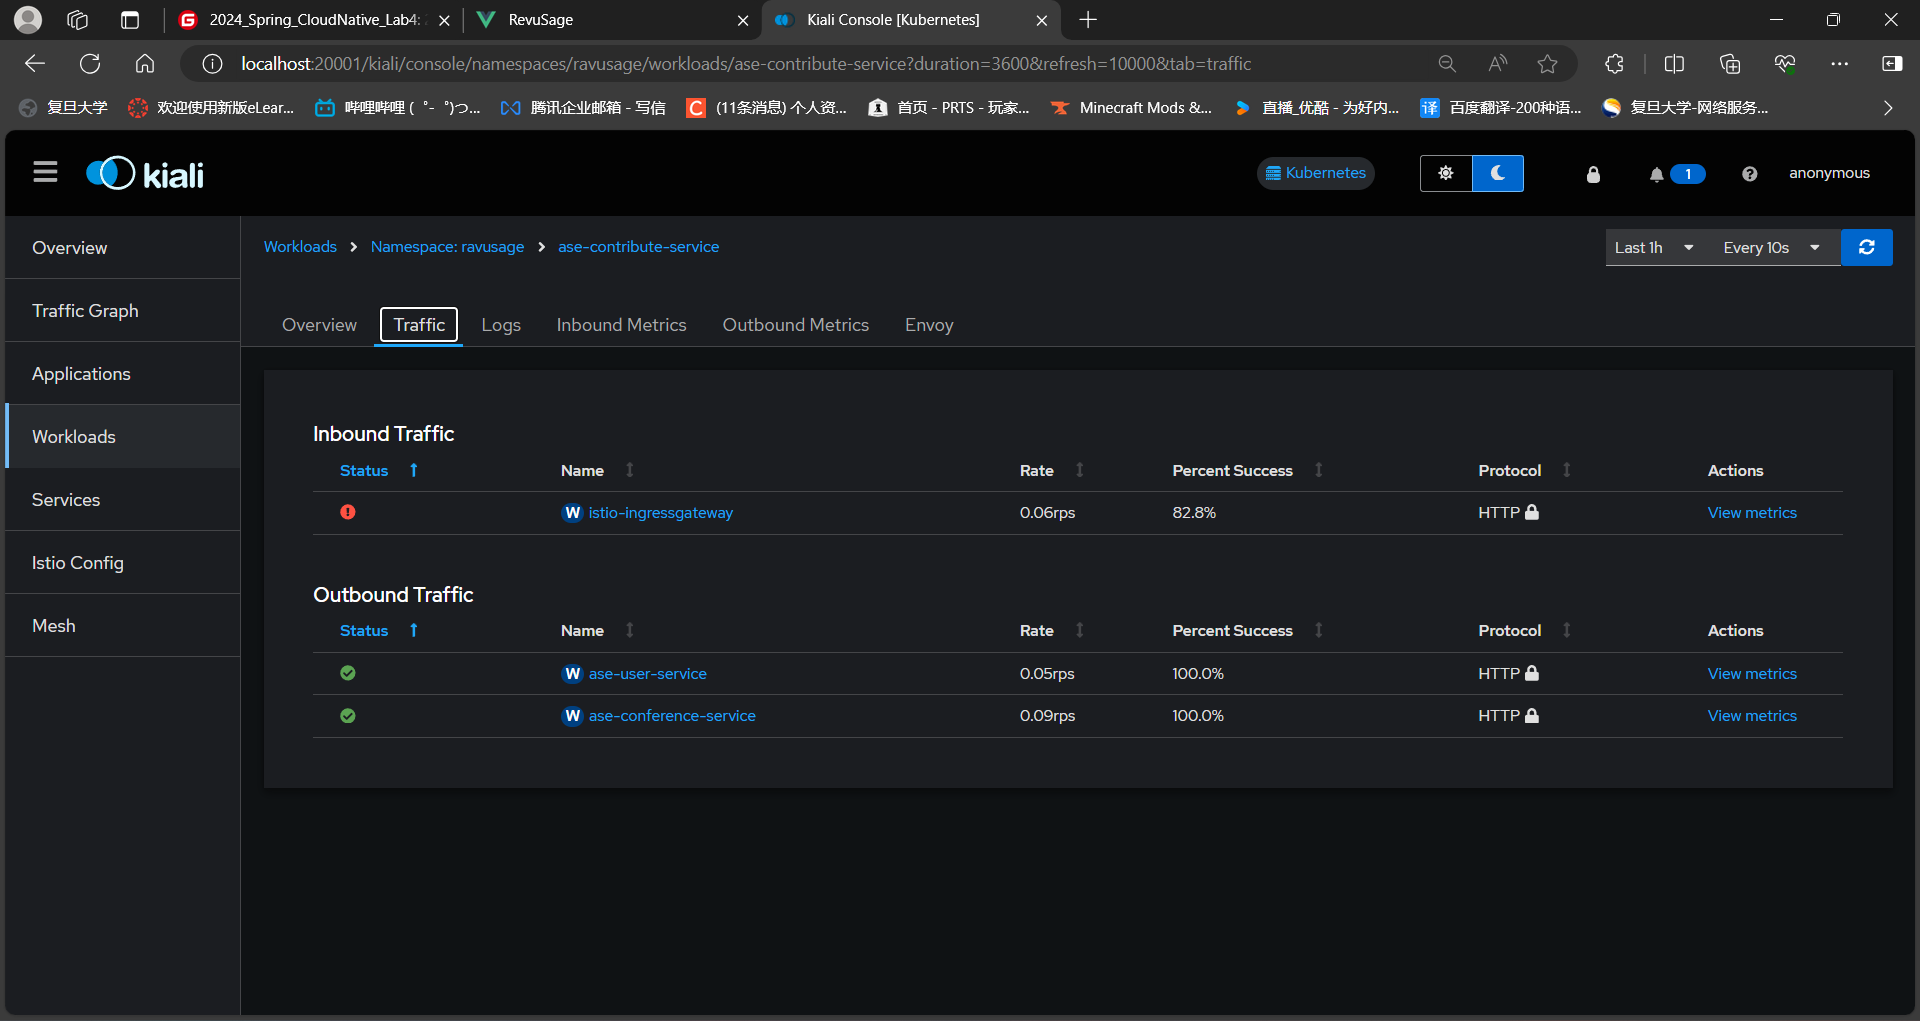 2024_Spring_CloudNative_Lab4:
RevuSage
Kiali Console [Kubernetes]
localhost:20001/kiali/console/namespaces/ravusage/workloads/ase-contribute-service?duration=3600&refresh=10000&tab=traffic
复旦大学
欢迎使用新版eLear...
哔哩哔哩 ( ゜- ゜)つ...
腾讯企业邮箱 - 写信
(11条消息) 个人资...
首页 - PRTS - 玩家...
Minecraft Mods &...
直播_优酷 - 为好内...
译 百度翻译-200种语...
复旦大学-网络服务...
kiali
Kubernetes
1
anonymous
Overview
Traffic Graph
Applications
Workloads
Services
Istio Config
Mesh
Workloads > Namespace: ravusage > ase-contribute-service
Last 1h
Every 10s
Overview Traffic Logs Inbound Metrics Outbound Metrics Envoy
Inbound Traffic
Status Name Rate Percent Success Protocol Actions
W istio-ingressgateway 0.06rps 82.8% HTTP View metrics
Outbound Traffic
Status Name Rate Percent Success Protocol Actions
W ase-user-service 0.05rps 100.0% HTTP View metrics
W ase-conference-service 0.09rps 100.0% HTTP View metrics